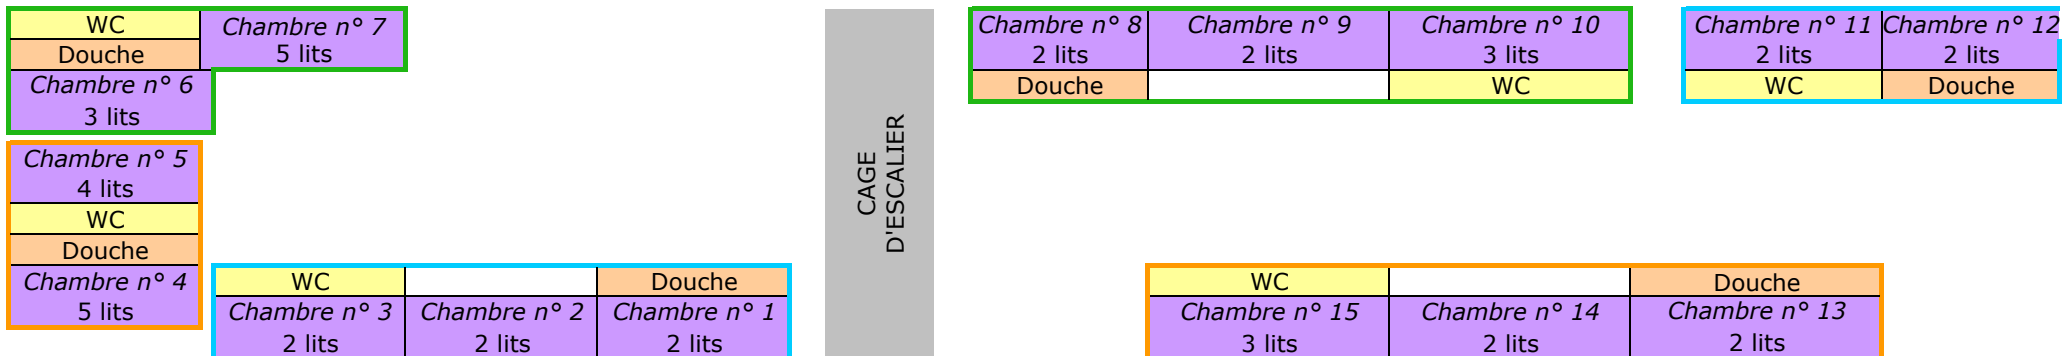 WC
Douche
Chambre n° 7
5 lits
Chambre n° 6
3 lits
Chambre n° 5
4 lits
WC
Douche
Chambre n° 4
5 lits
WC
Douche
Chambre n° 3
2 lits
Chambre n° 2
2 lits
Chambre n° 1
2 lits
CAGE
D'ESCALIER
Chambre n° 8
2 lits
Chambre n° 9
2 lits
Chambre n° 10
3 lits
Douche
WC
Chambre n° 11
2 lits
Chambre n° 12
2 lits
WC
Douche
WC
Douche
Chambre n° 15
3 lits
Chambre n° 14
2 lits
Chambre n° 13
2 lits